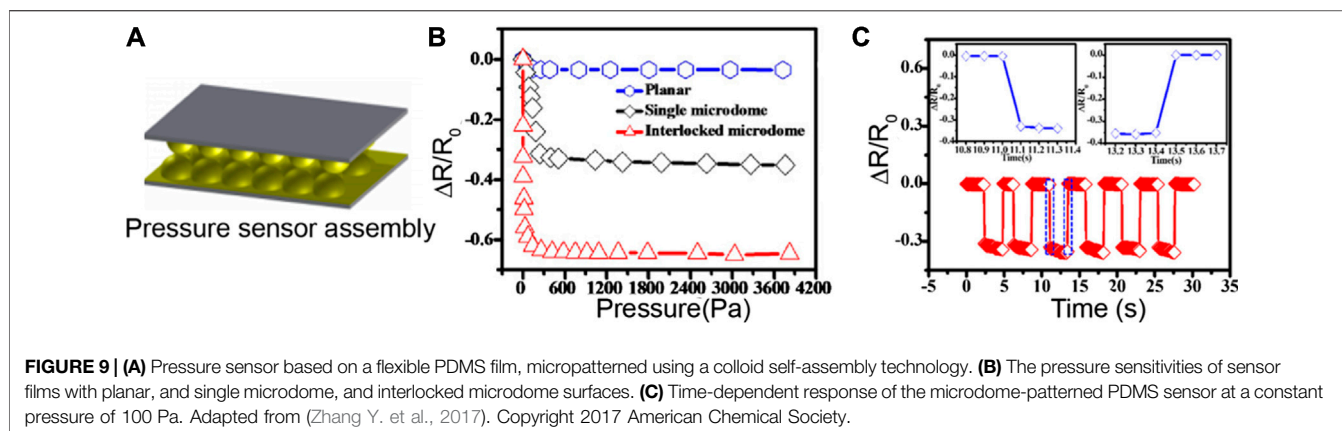 A
Pressure sensor assembly
B
0.0
-0.2
-0.4
-0.6
ΔR/R0
Planar
Single microdome
Interlocked microdome
0 600 1200 1800 2400 3000 3600 4200
Pressure(Pa)
C
0.6
0.3
0.0
-0.3
ΔR/R0
0.0
-0.1
-0.2
-0.3
-0.4
ΔR/R0
10.8 10.9 11.0 11.1 11.2 11.3 11.4
Time(s)
0.0
-0.1
-0.2
-0.3
-0.4
ΔR/R0
13.2 13.3 13.4 13.5 13.6 13.7
Time(s)
-5 0 5 10 15 20 25 30 35
Time (s)
FIGURE 9 | (A) Pressure sensor based on a flexible PDMS film, micropatterned using a colloid self-assembly technology. (B) The pressure sensitivities of sensor
films with planar, and single microdome, and interlocked microdome surfaces. (C) Time-dependent response of the microdome-patterned PDMS sensor at a constant
pressure of 100 Pa. Adapted from (Zhang Y. et al., 2017). Copyright 2017 American Chemical Society.